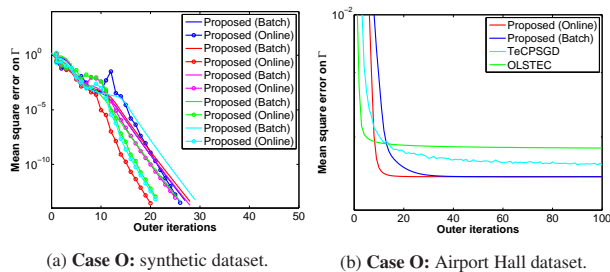 Mean square error on Γ
10^0
10^-5
10^-10
0 10 20 30 40 50
Outer iterations
Proposed (Batch)
Proposed (Online)
Proposed (Batch)
Proposed (Online)
Proposed (Batch)
Proposed (Online)
Proposed (Batch)
Proposed (Online)
Proposed (Batch)
Proposed (Online)
(a) Case O: synthetic dataset.
Mean square error on Γ
10^-2
0 20 40 60 80 100
Outer iterations
Proposed (Online)
Proposed (Batch)
TeCPSGD
OLSTEC
(b) Case O: Airport Hall dataset.